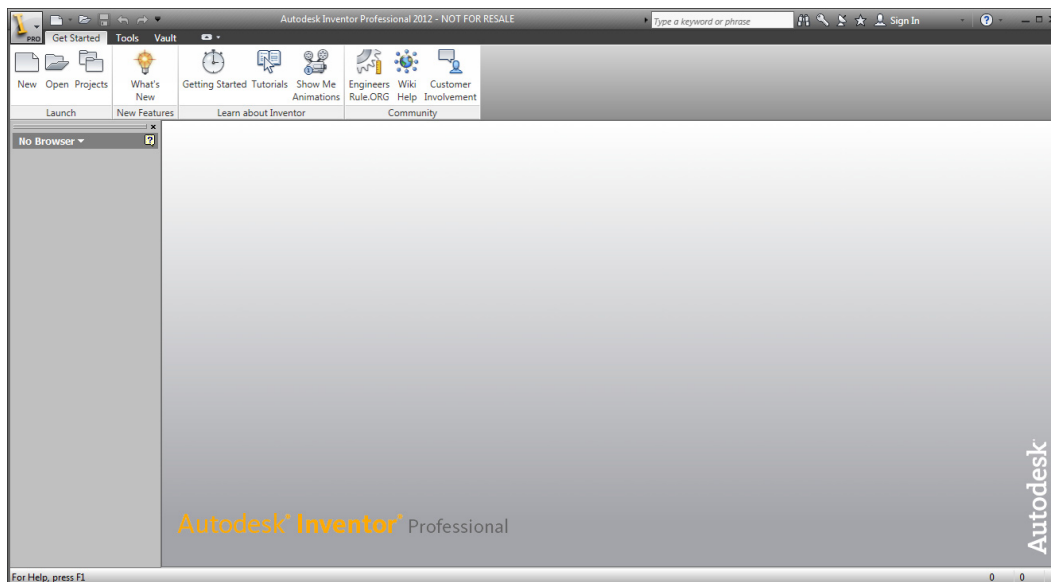 Autodesk Inventor Professional 2012 - NOT FOR RESALE
Type a keyword or phrase
Sign In
PRO
Get Started Tools Vault
New Open Projects What's New Getting Started Tutorials Show Me Animations Engineers Rule.ORG Wiki Help Customer Involvement
Launch New Features Learn about Inventor Community
No Browser
Autodesk
Autodesk® Inventor® Professional
For Help, press F1
0 0